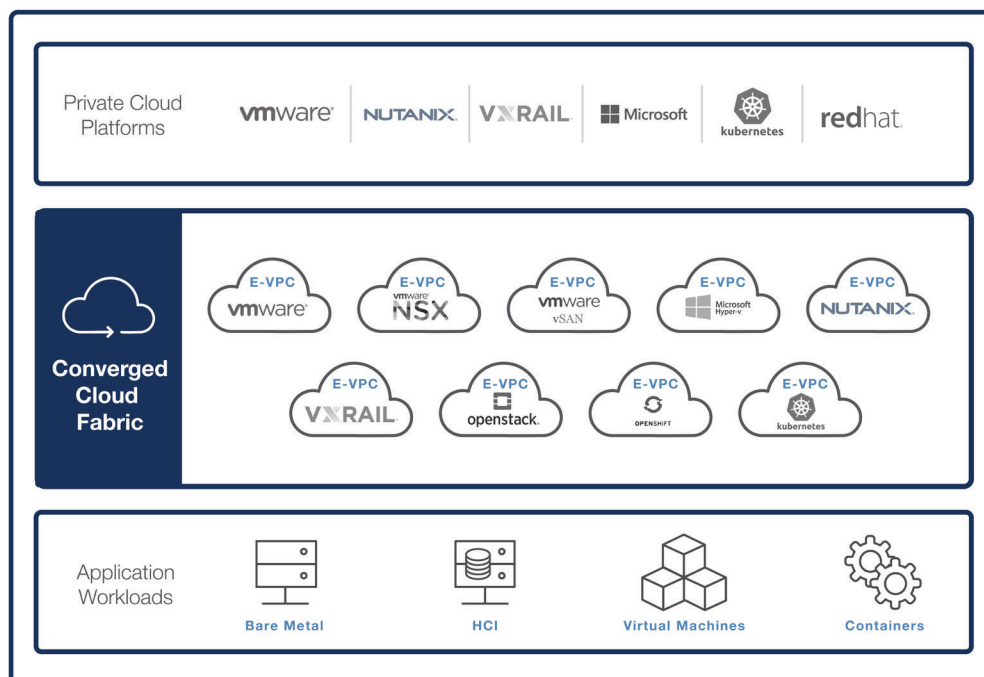 Private Cloud
Platforms
vmware®
NUTANIX.
VXRAIL.
Microsoft
kubernetes
redhat.
Converged
Cloud
Fabric
E-VPC
vmware®
E-VPC
vmware®
NSX
E-VPC
vmware
vSAN
E-VPC
Microsoft
Hyper-v
E-VPC
NUTANIX.
E-VPC
VXRAIL.
E-VPC
openstack.
E-VPC
OPENSHIFT
E-VPC
kubernetes
Application
Workloads
Bare Metal
HCI
Virtual Machines
Containers